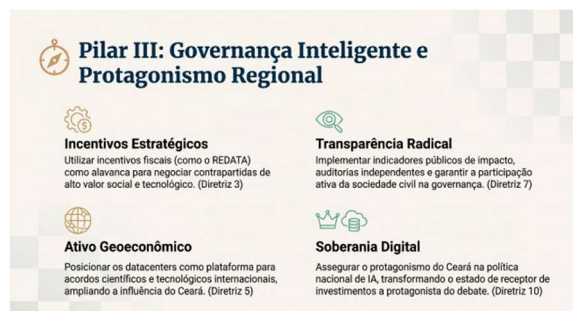 Pilar III: Governança Inteligente e
Protagonismo Regional
Incentivos Estratégicos
Utilizar incentivos fiscais (como o REDATA)
como alavanca para negociar contrapartidas de
alto valor social e tecnológico. (Diretriz 3)
Transparência Radical
Implementar indicadores públicos de impacto,
auditorias independentes e garantir a participação
ativa da sociedade civil na governança. (Diretriz 7)
Ativo Geoeconômico
Posicionar os datacenters como plataforma para
acordos científicos e tecnológicos internacionais,
ampliando a influência do Ceará. (Diretriz 5)
Soberania Digital
Assegurar o protagonismo do Ceará na política
nacional de IA, transformando o estado de receptor de
investimentos a protagonista do debate. (Diretriz 10)